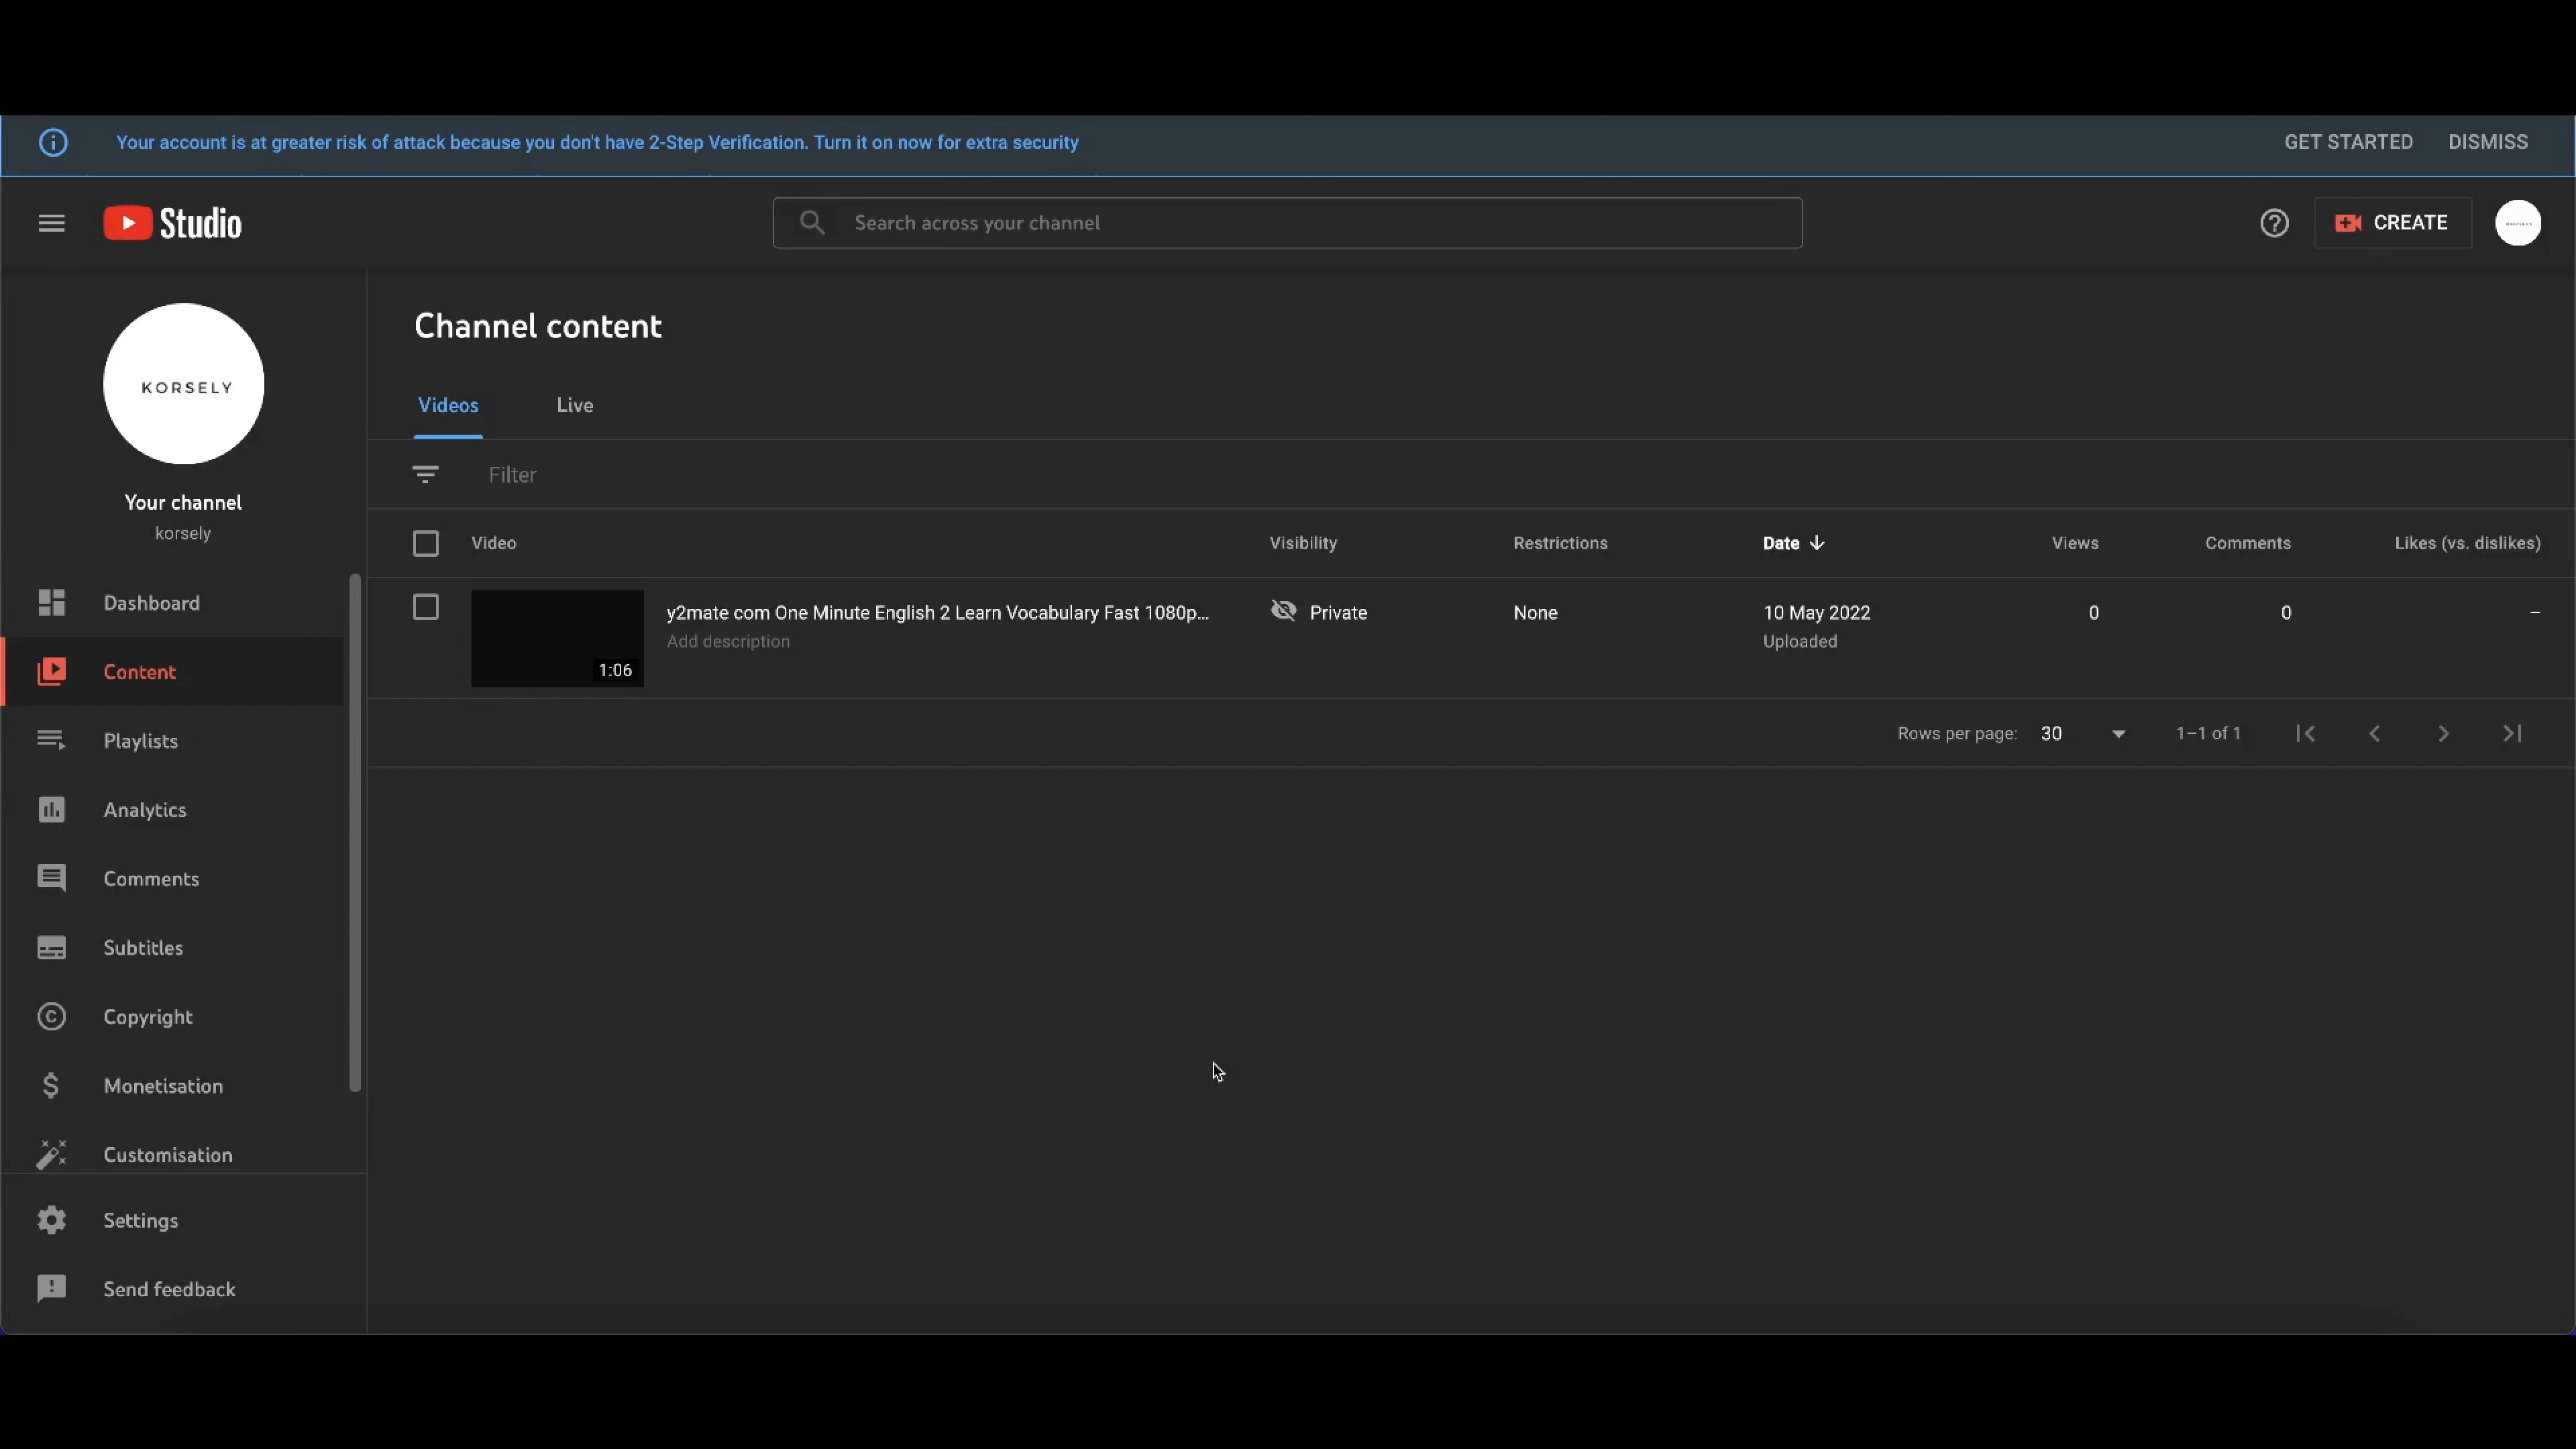 Your account is at greater risk of attack because you don't have 2-Step Verification. Turn it on now for extra security
GET STARTED
DISMISS
Studio
Search across your channel
CREATE
KORSELY
Your channel
korsely
Dashboard
Content
Playlists
Analytics
Comments
Subtitles
Copyright
Monetisation
Customisation
Settings
Send feedback
Channel content
Videos
Live
Filter
Video
Visibility
Restrictions
Date
Views
Comments
Likes (vs. dislikes)
1:06
y2mate com One Minute English 2 Learn Vocabulary Fast 1080p...
Add description
Private
None
10 May 2022
Uploaded
0
0
–
Rows per page: 30
1–1 of 1